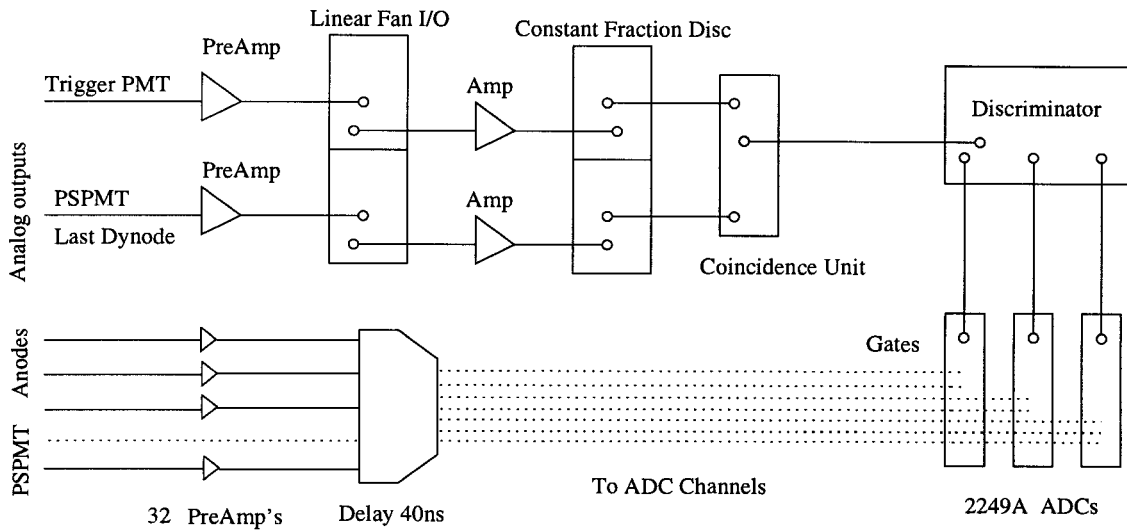 Linear Fan I/O
Constant Fraction Disc
PreAmp
Trigger PMT
Amp
Discriminator
PreAmp
PSPMT
Last Dynode
Amp
Analog outputs
Coincidence Unit
Anodes
PSPMT
Gates
To ADC Channels
32 PreAmp's
Delay 40ns
2249A ADCs